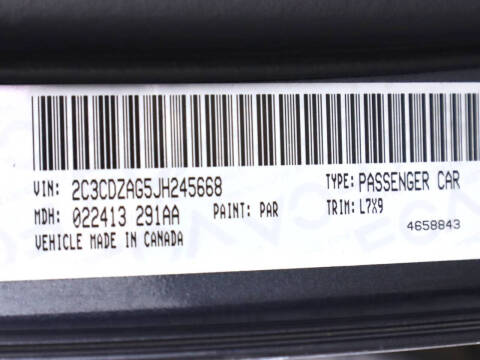 VIN: 2C3CDZAG5JH245668 TYPE: PASSENGER CAR
MDH: 022413 291AA PAINT: PAR TRIM: L7X9
VEHICLE MADE IN CANADA 4658843